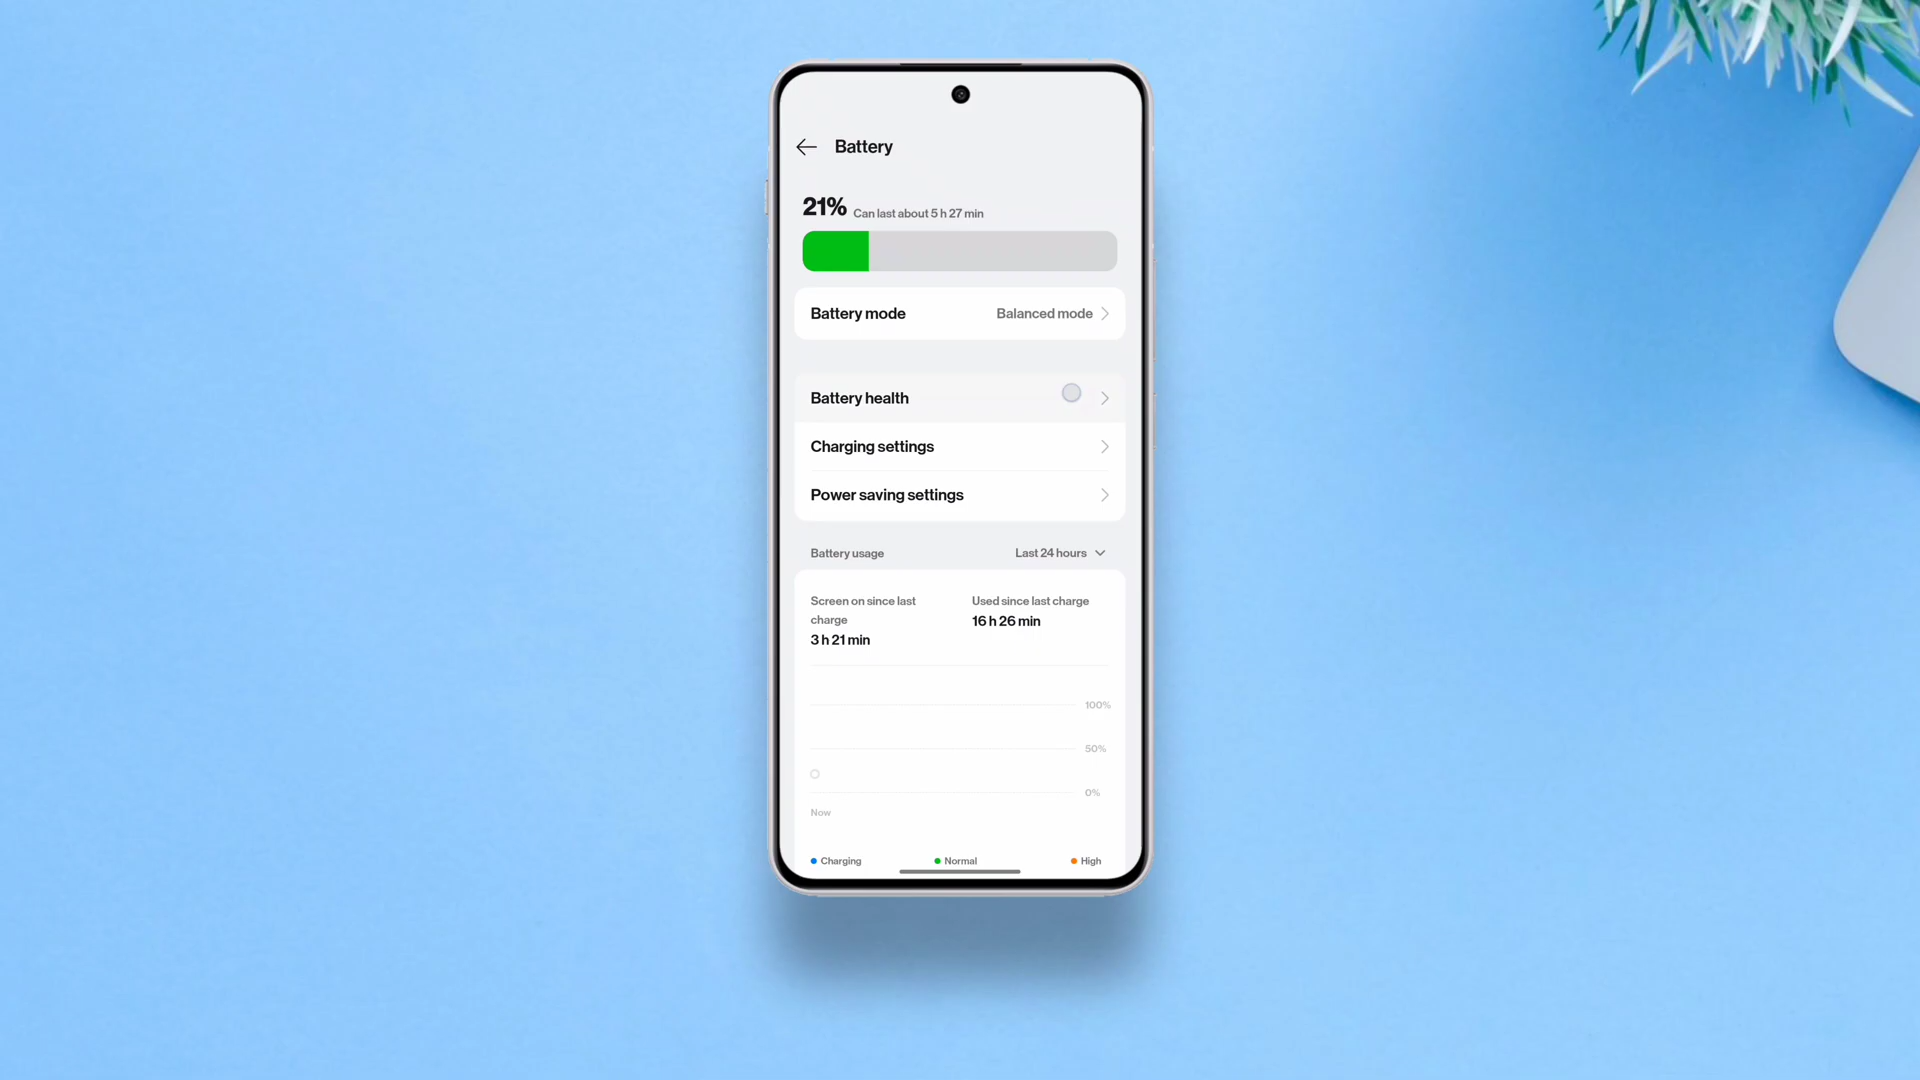 Battery
21% Can last about 5 h 27 min
Battery mode Balanced mode
Battery health
Charging settings
Power saving settings
Battery usage Last 24 hours
Screen on since last
charge
3 h 21 min
Used since last charge
16 h 26 min
100%
50%
0%
Now
Charging Normal High